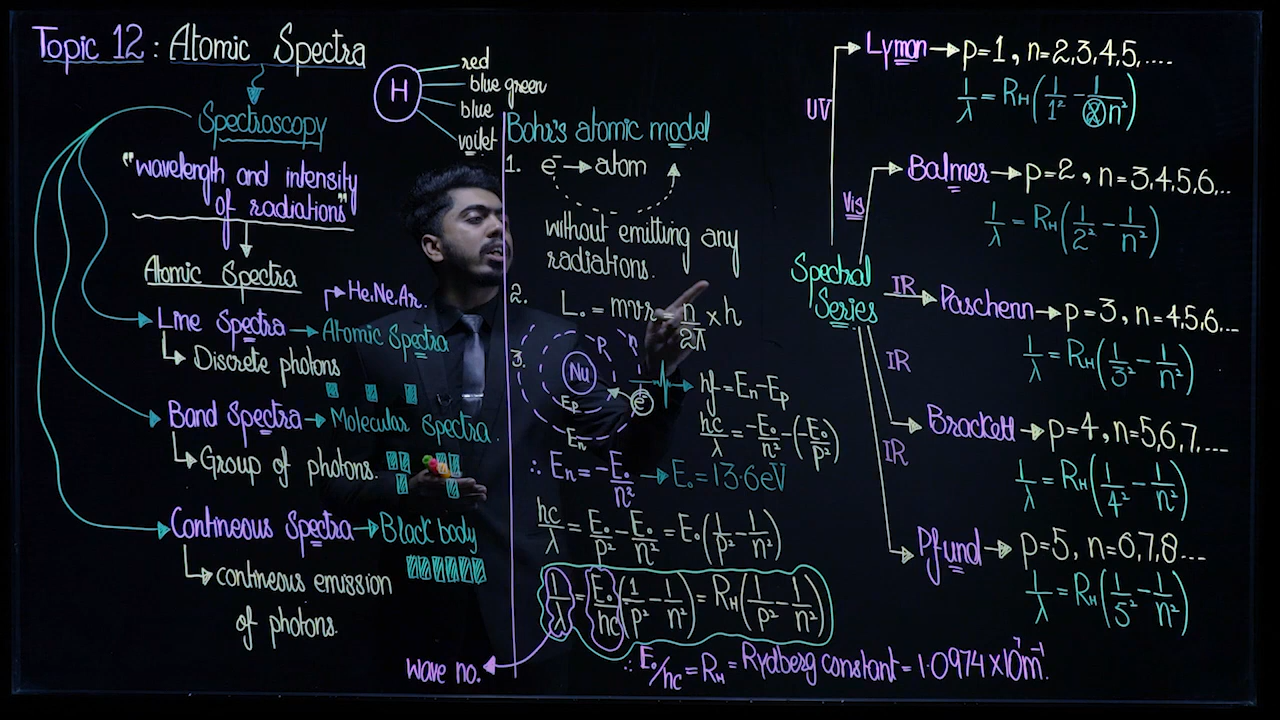 Topic 12 : Atomic Spectra
Spectroscopy
"wavelength and intensity
of radiations"
Atomic Spectra
He, Ne, Ar.
Line Spectra → Atomic Spectra
Discrete photons
Band Spectra → Molecular Spectra.
Group of photons.
Contineous Spectra → Black body
contineous emission
of photons.
H
red
blue green
blue
voilet
Bohr's atomic model
1. e⁻ → atom
without emitting any
radiations.
2. Lₒ = mvr = n/2π × h
3.
Nu
p
n
Ep
En
e⁻
hf = En - Ep
hc/λ = -E₀/n² - (-E₀/p²)
∴ En = -E₀/n² → E₀ = 13.6eV
hc/λ = E₀/p² - E₀/n² = E₀(1/p² - 1/n²)
1/λ = E₀/hc (1/p² - 1/n²) = RH(1/p² - 1/n²)
wave no.
∴ E₀/hc = RH = Rydberg constant = 1.0974 × 10⁷m⁻¹.
Spectral
Series
UV
Lyman → p=1, n=2,3,4,5,....
1/λ = RH(1/1² - 1/n²)
Vis
Balmer → p=2, n=3,4,5,6,...
1/λ = RH(1/2² - 1/n²)
IR
Paschenn → p=3, n=4,5,6...
1/λ = RH(1/3² - 1/n²)
IR
Brackett → p=4, n=5,6,7,....
1/λ = RH(1/4² - 1/n²)
IR
Pfund → p=5, n=6,7,8...
1/λ = RH(1/5² - 1/n²)